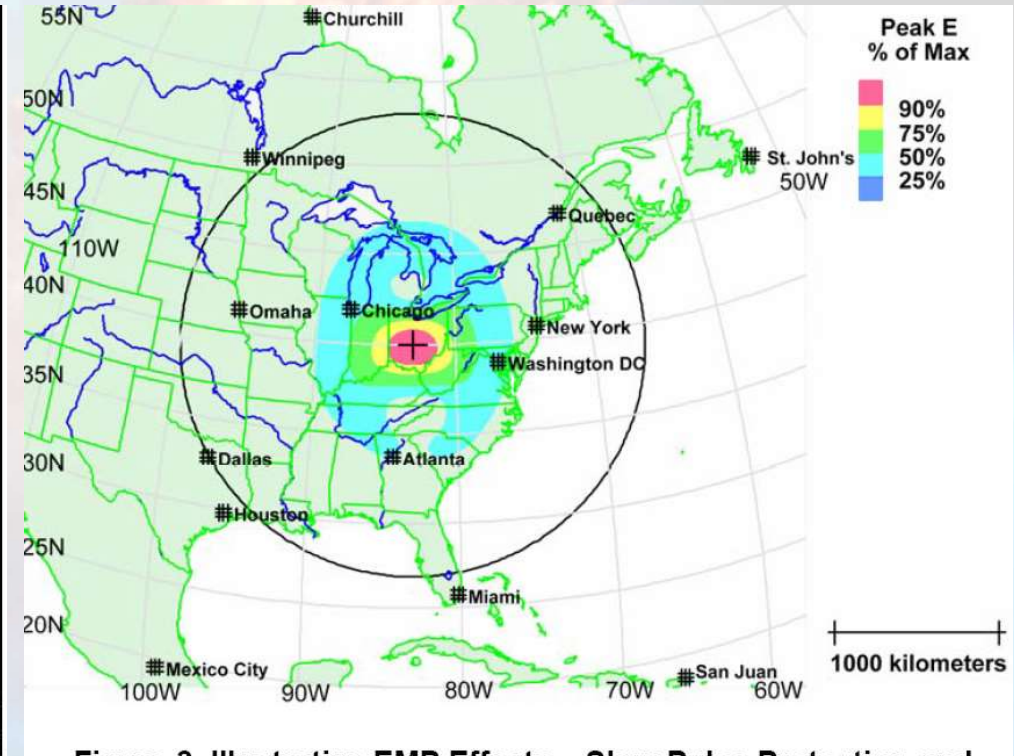 55N
Churchill
Peak E
% of Max
50N
90%
75%
50%
25%
Winnipeg
St. John's
50W
45N
Quebec
110W
40N
Omaha
Chicago
New York
Washington DC
35N
30N
Dallas
Atlanta
Houston
25N
Miami
20N
1000 kilometers
Mexico City
San Juan
100W
90W
80W
70W
60W